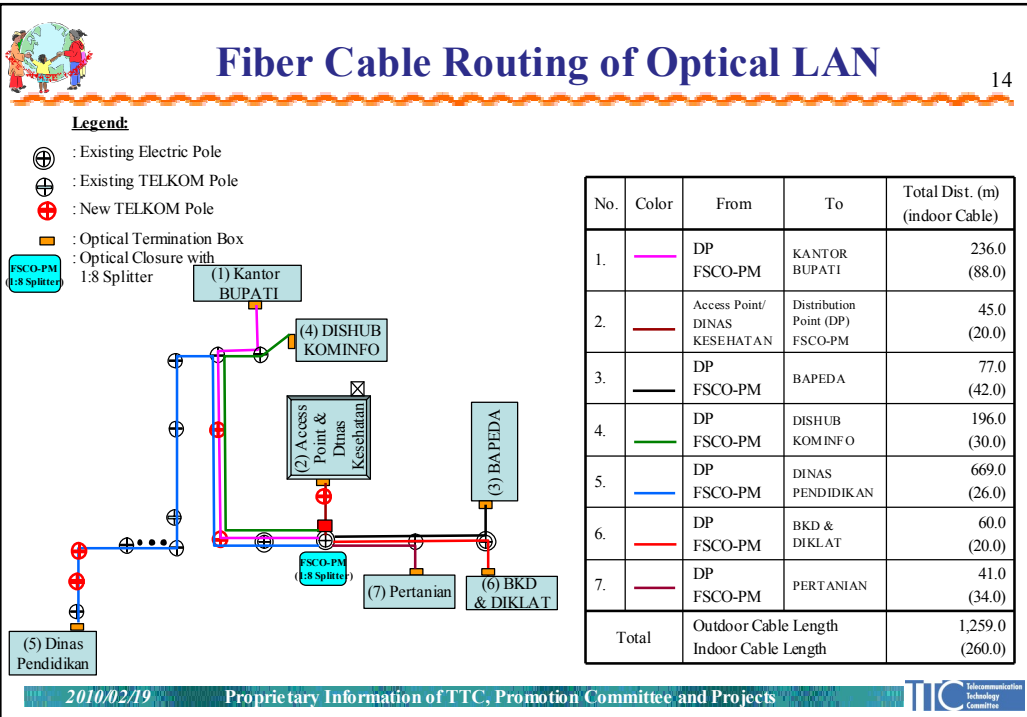 Fiber Cable Routing of Optical LAN
14
Legend:
: Existing Electric Pole
: Existing TELKOM Pole
: New TELKOM Pole
: Optical Termination Box
FSCO-PM
(1:8 Splitter)
: Optical Closure with
1:8 Splitter
(1) Kantor
BUPATI
(4) DISHUB
KOMINFO
(2) Access
Point &
Dtnas
Kesehatan
(3) BAPEDA
FSCO-PM
(1:8 Splitter)
(7) Pertanian
(6) BKD
& DIKLAT
(5) Dinas
Pendidikan
No. Color From To Total Dist. (m)
(indoor Cable)
1. DP KANTOR 236.0
FSCO-PM BUPATI (88.0)
2. Access Point/ Distribution 45.0
DINAS Point (DP)
KESEHATAN FSCO-PM (20.0)
3. DP BAPEDA 77.0
FSCO-PM (42.0)
4. DP DISHUB 196.0
FSCO-PM KOMINFO (30.0)
5. DP DINAS 669.0
FSCO-PM PENDIDIKAN (26.0)
6. DP BKD & 60.0
FSCO-PM DIKLAT (20.0)
7. DP PERTANIAN 41.0
FSCO-PM (34.0)
Total Outdoor Cable Length 1,259.0
Indoor Cable Length (260.0)
2010/02/19 Proprietary Information of TTC, Promotion Committee and Projects
TTC
Telecommunication
Technology
Committee